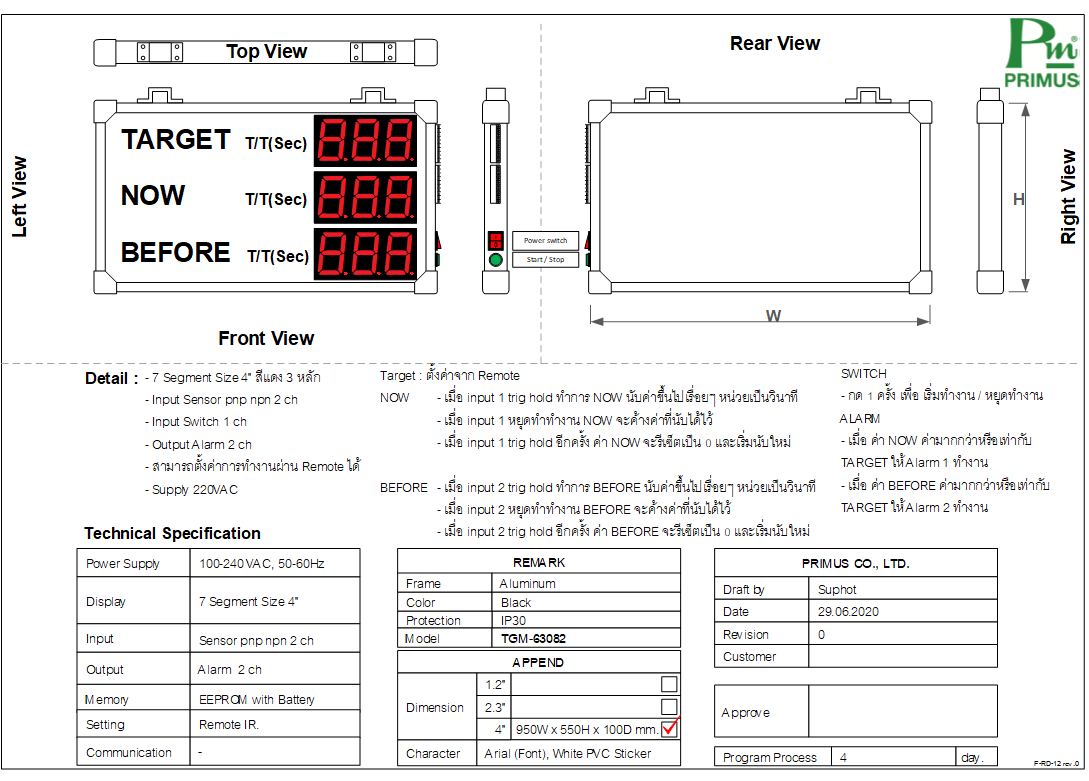 Top View
Rear View
Pm®
PRIMUS
Left View
TARGET T/T(Sec) 8.8.8.
NOW T/T(Sec) 8.8.8.
BEFORE T/T(Sec) 8.8.8.
Power switch
Start / Stop
H
Right View
W
Front View
Detail : - 7 Segment Size 4" สีแดง 3 หลัก
- Input Sensor pnp npn 2 ch
- Input Switch 1 ch
- Output Alarm 2 ch
- สามารถตั้งค่าการทำงานผ่าน Remote ได้
- Supply 220VAC
Target : ตั้งค่าจาก Remote
NOW - เมื่อ input 1 trig hold ทำการ NOW นับค่าขึ้นไปเรื่อยๆ หน่วยเป็นวินาที
- เมื่อ input 1 หยุดทำทำงาน NOW จะค้างค่าที่นับได้ไว้
- เมื่อ input 1 trig hold อีกครั้ง ค่า NOW จะรีเซ็ตเป็น 0 และเริ่มนับใหม่
BEFORE - เมื่อ input 2 trig hold ทำการ BEFORE นับค่าขึ้นไปเรื่อยๆ หน่วยเป็นวินาที
- เมื่อ input 2 หยุดทำทำงาน BEFORE จะค้างค่าที่นับได้ไว้
- เมื่อ input 2 trig hold อีกครั้ง ค่า BEFORE จะรีเซ็ตเป็น 0 และเริ่มนับใหม่
SWITCH
- กด 1 ครั้ง เพื่อ เริ่มทำงาน / หยุดทำงาน
ALARM
- เมื่อ ค่า NOW ค่ามากกว่าหรือเท่ากับ
TARGET ให้ Alarm 1 ทำงาน
- เมื่อ ค่า BEFORE ค่ามากกว่าหรือเท่ากับ
TARGET ให้ Alarm 2 ทำงาน
Technical Specification
Power Supply 100-240VAC, 50-60Hz
Display 7 Segment Size 4"
Input Sensor pnp npn 2 ch
Output Alarm 2 ch
Memory EEPROM with Battery
Setting Remote IR.
Communication -
REMARK
Frame Aluminum
Color Black
Protection IP30
Model TGM-63082
APPEND
Dimension
1.2"
2.3"
4" 950W x 550H x 100D mm.
Character Arial (Font), White PVC Sticker
PRIMUS CO., LTD.
Draft by Suphot
Date 29.06.2020
Revision 0
Customer
Approve
Program Process 4 day.
F-RD-12 rev .0